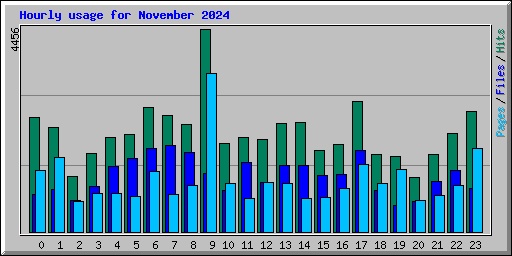 Hourly usage for November 2024
4456
Pages / Files / Hits
0 1 2 3 4 5 6 7 8 9 10 11 12 13 14 15 16 17 18 19 20 21 22 23